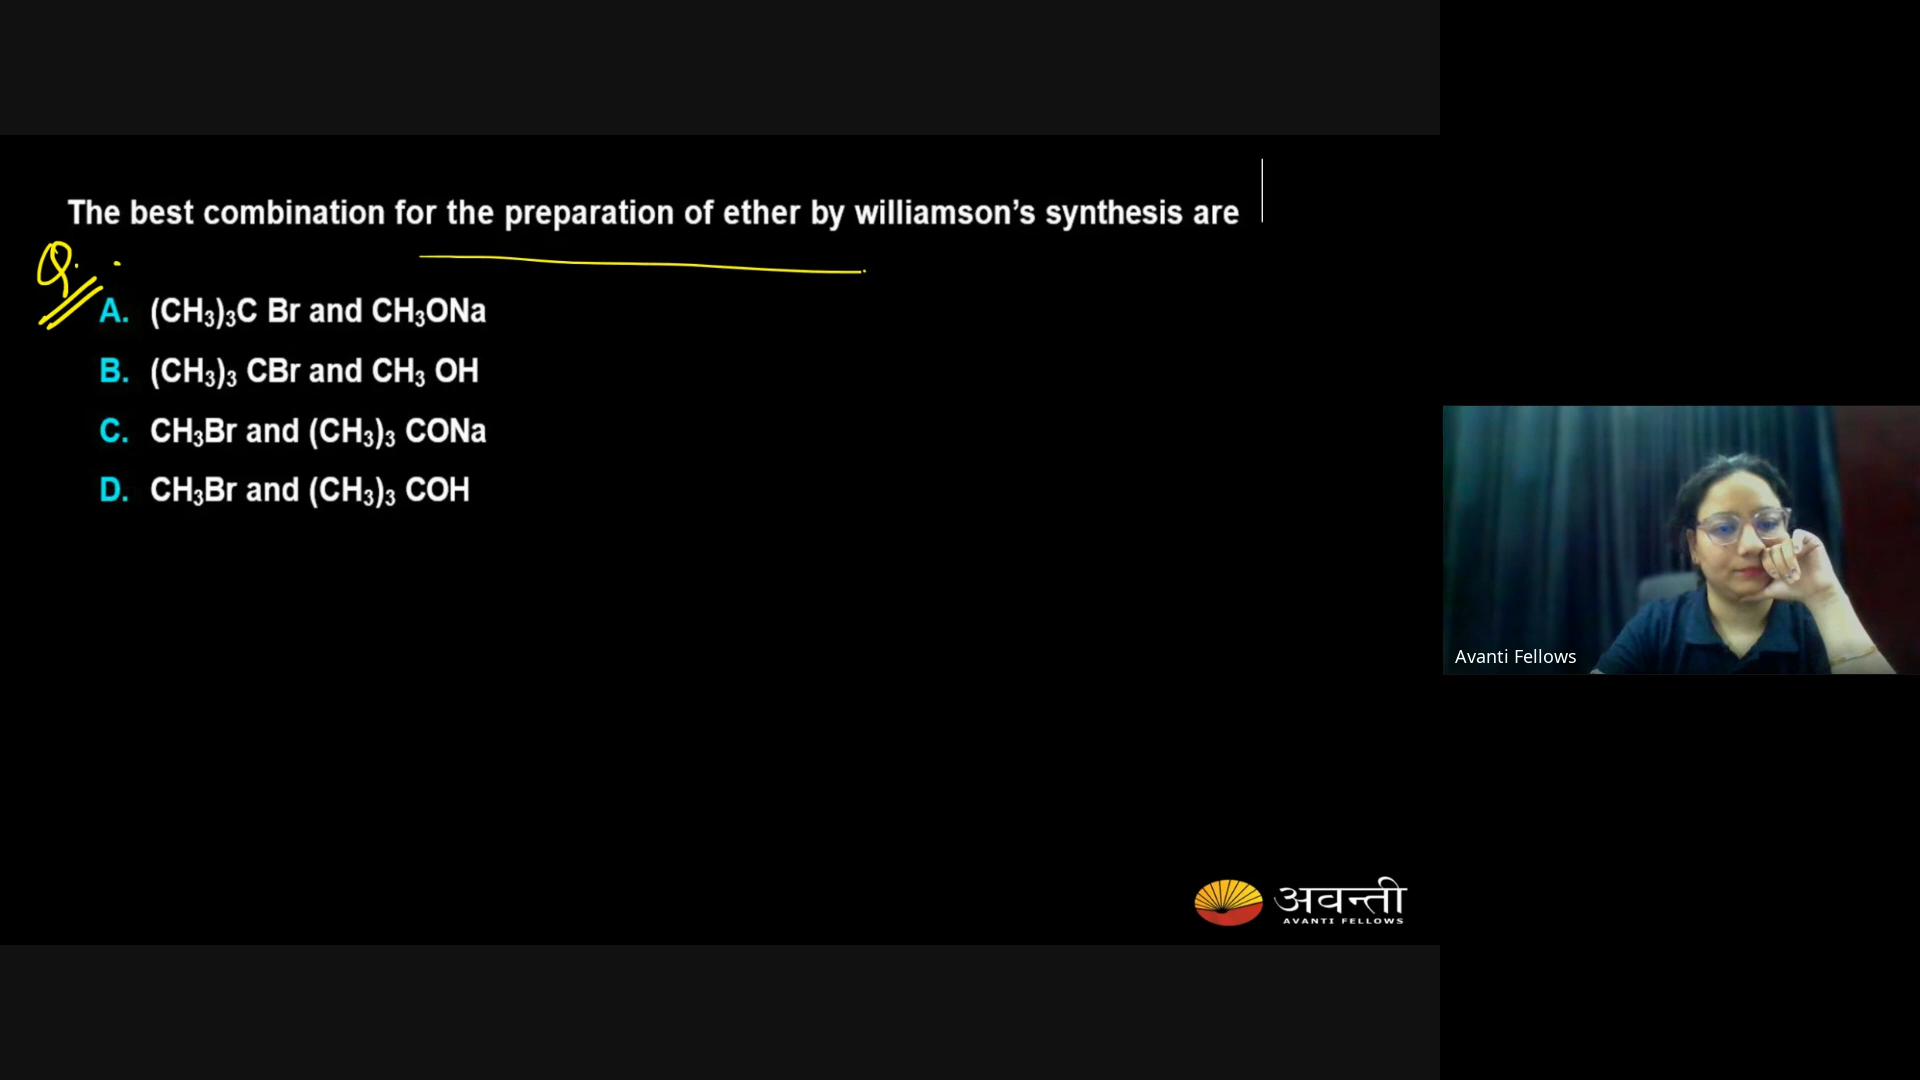 The best combination for the preparation of ether by williamson’s synthesis are
Q.
A. (CH₃)₃C Br and CH₃ONa
B. (CH₃)₃ CBr and CH₃ OH
C. CH₃Br and (CH₃)₃ CONa
D. CH₃Br and (CH₃)₃ COH
Avanti Fellows
अवन्ती
AVANTI FELLOWS